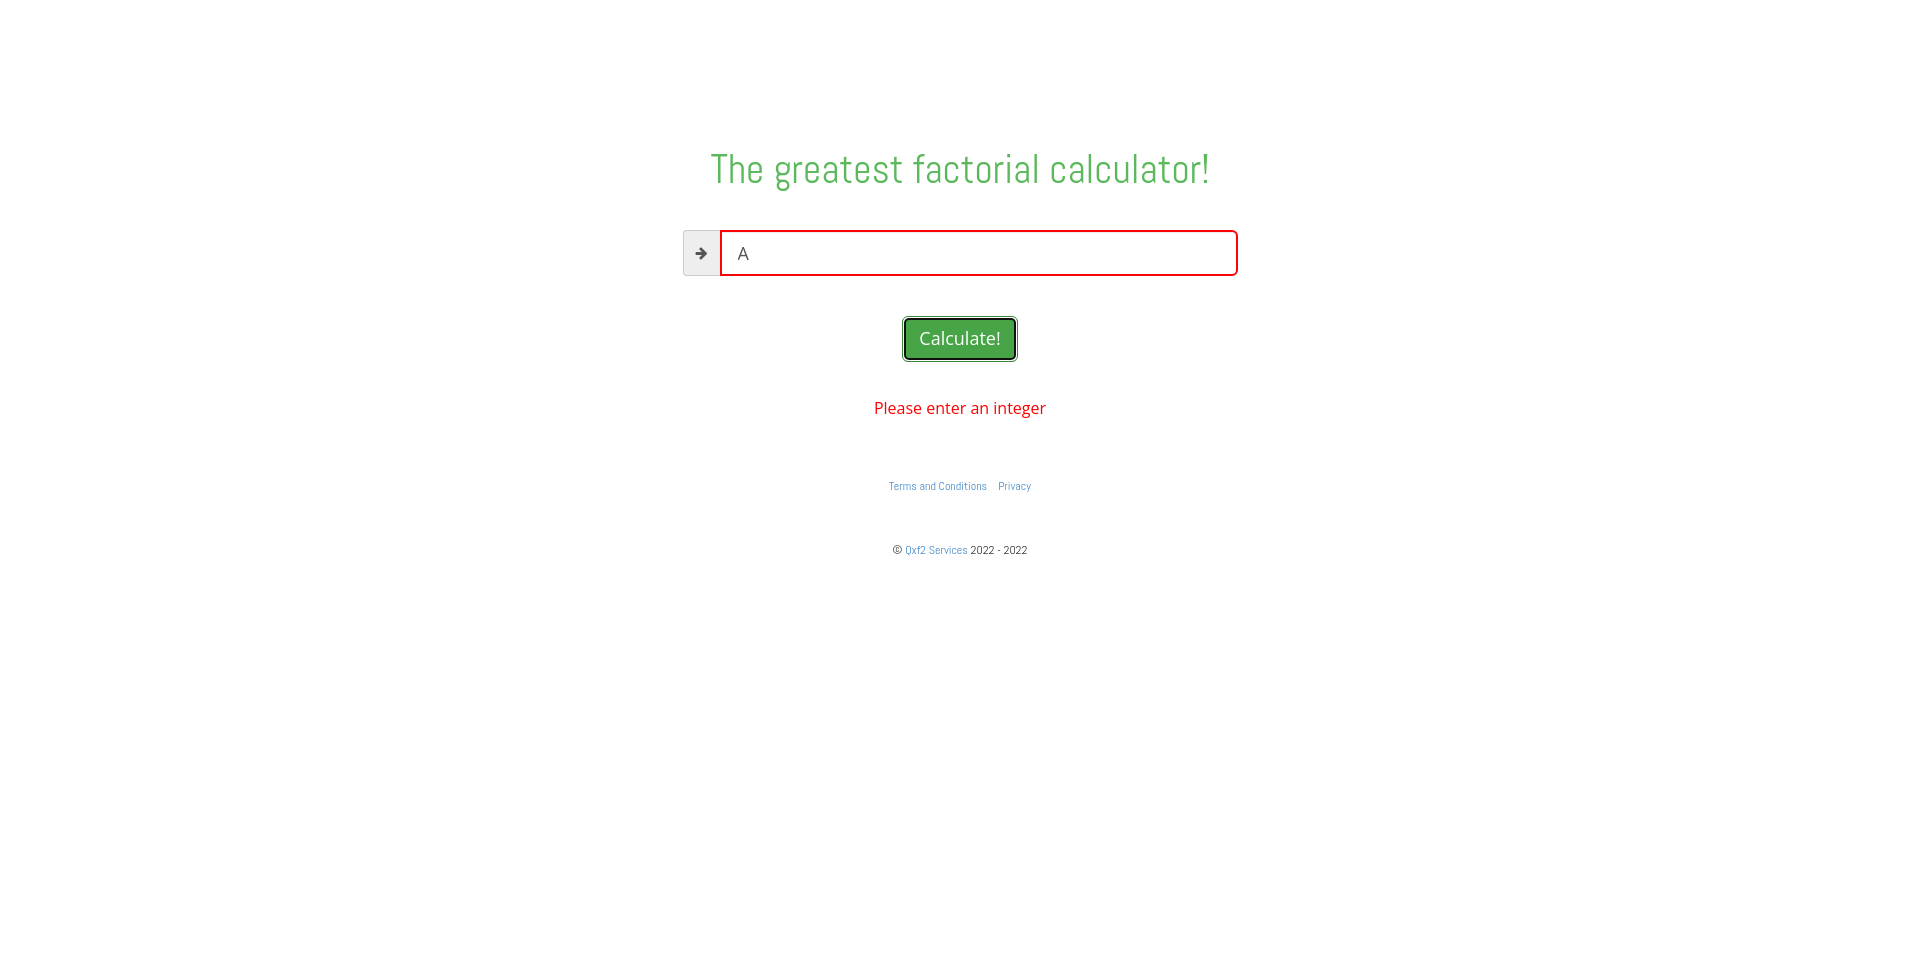 The greatest factorial calculator!
A
Calculate!
Please enter an integer
Terms and Conditions Privacy
© Qxf2 Services 2022 - 2022